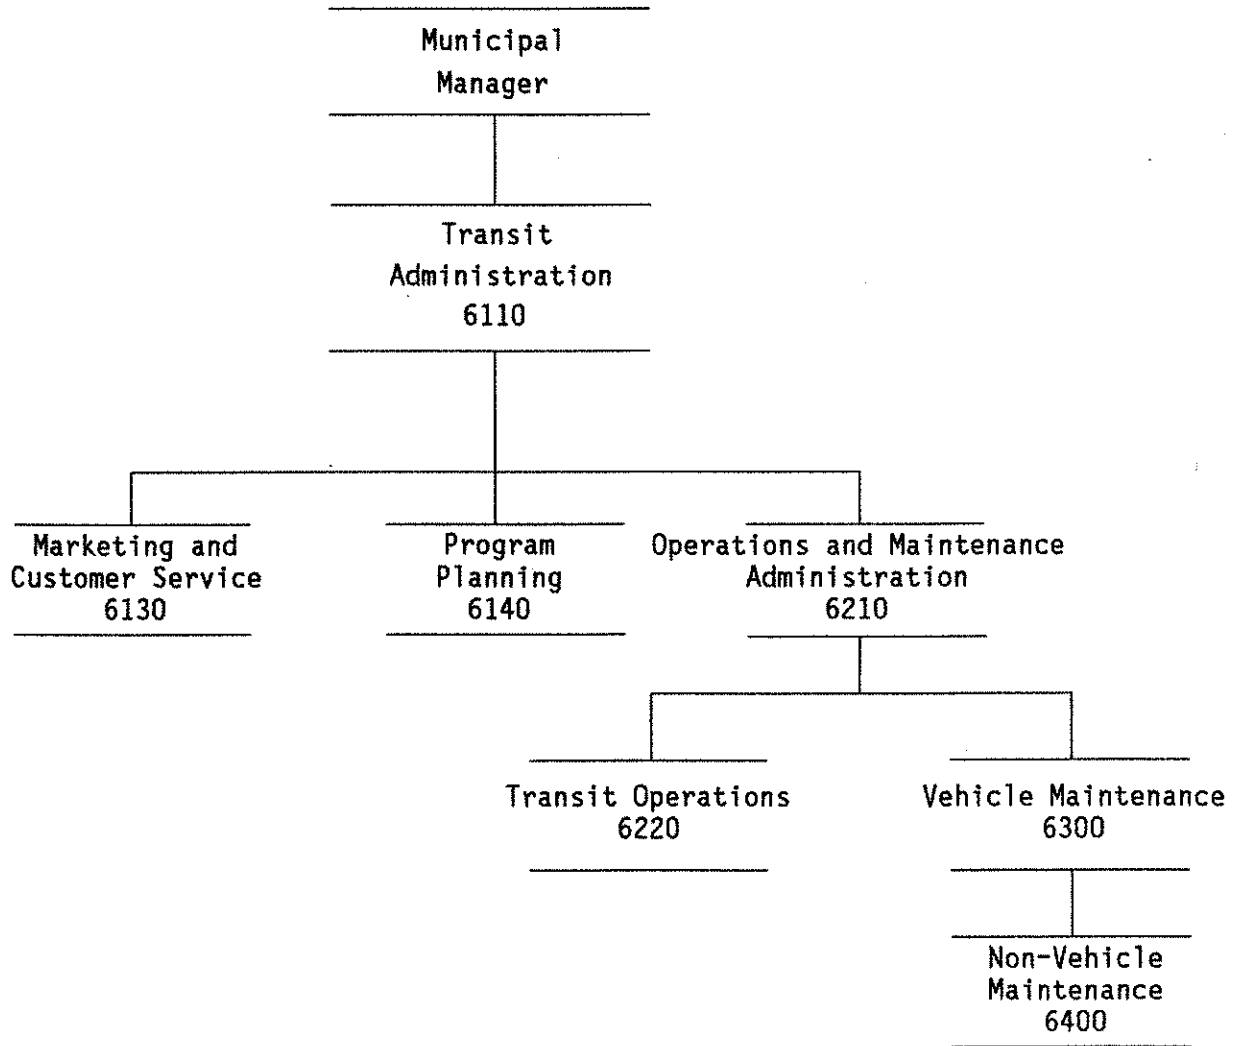 Municipal
Manager
Transit
Administration
6110
Marketing and
Customer Service
6130
Program
Planning
6140
Operations and Maintenance
Administration
6210
Transit Operations
6220
Vehicle Maintenance
6300
Non-Vehicle
Maintenance
6400